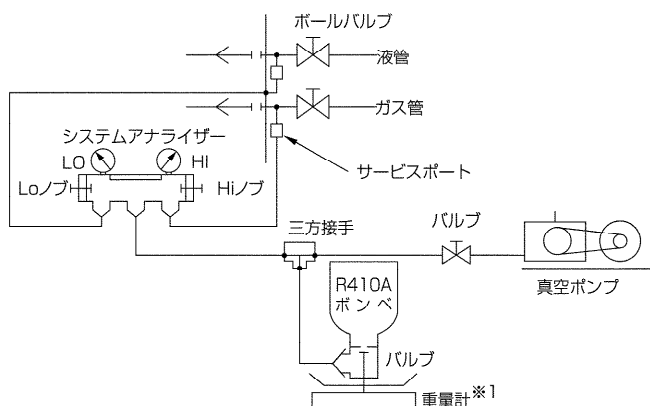 ボールバルブ
液管
ガス管
システムアナライザー
LO
HI
サービスポート
Loノブ
Hiノブ
三方接手
バルブ
R410A
ボンベ
真空ポンプ
バルブ
重量計※1